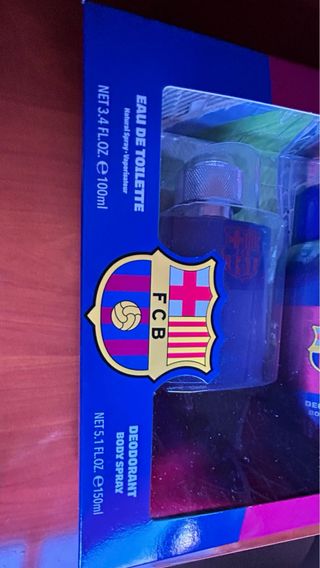 EAU DE TOILETTE
Natural Spray • Vaporisateur
NET 3.4 FL.OZ. ℮ 100ml
FCB
DEODORANT
BODY SPRAY
NET 5.1 FL.OZ. ℮ 150ml